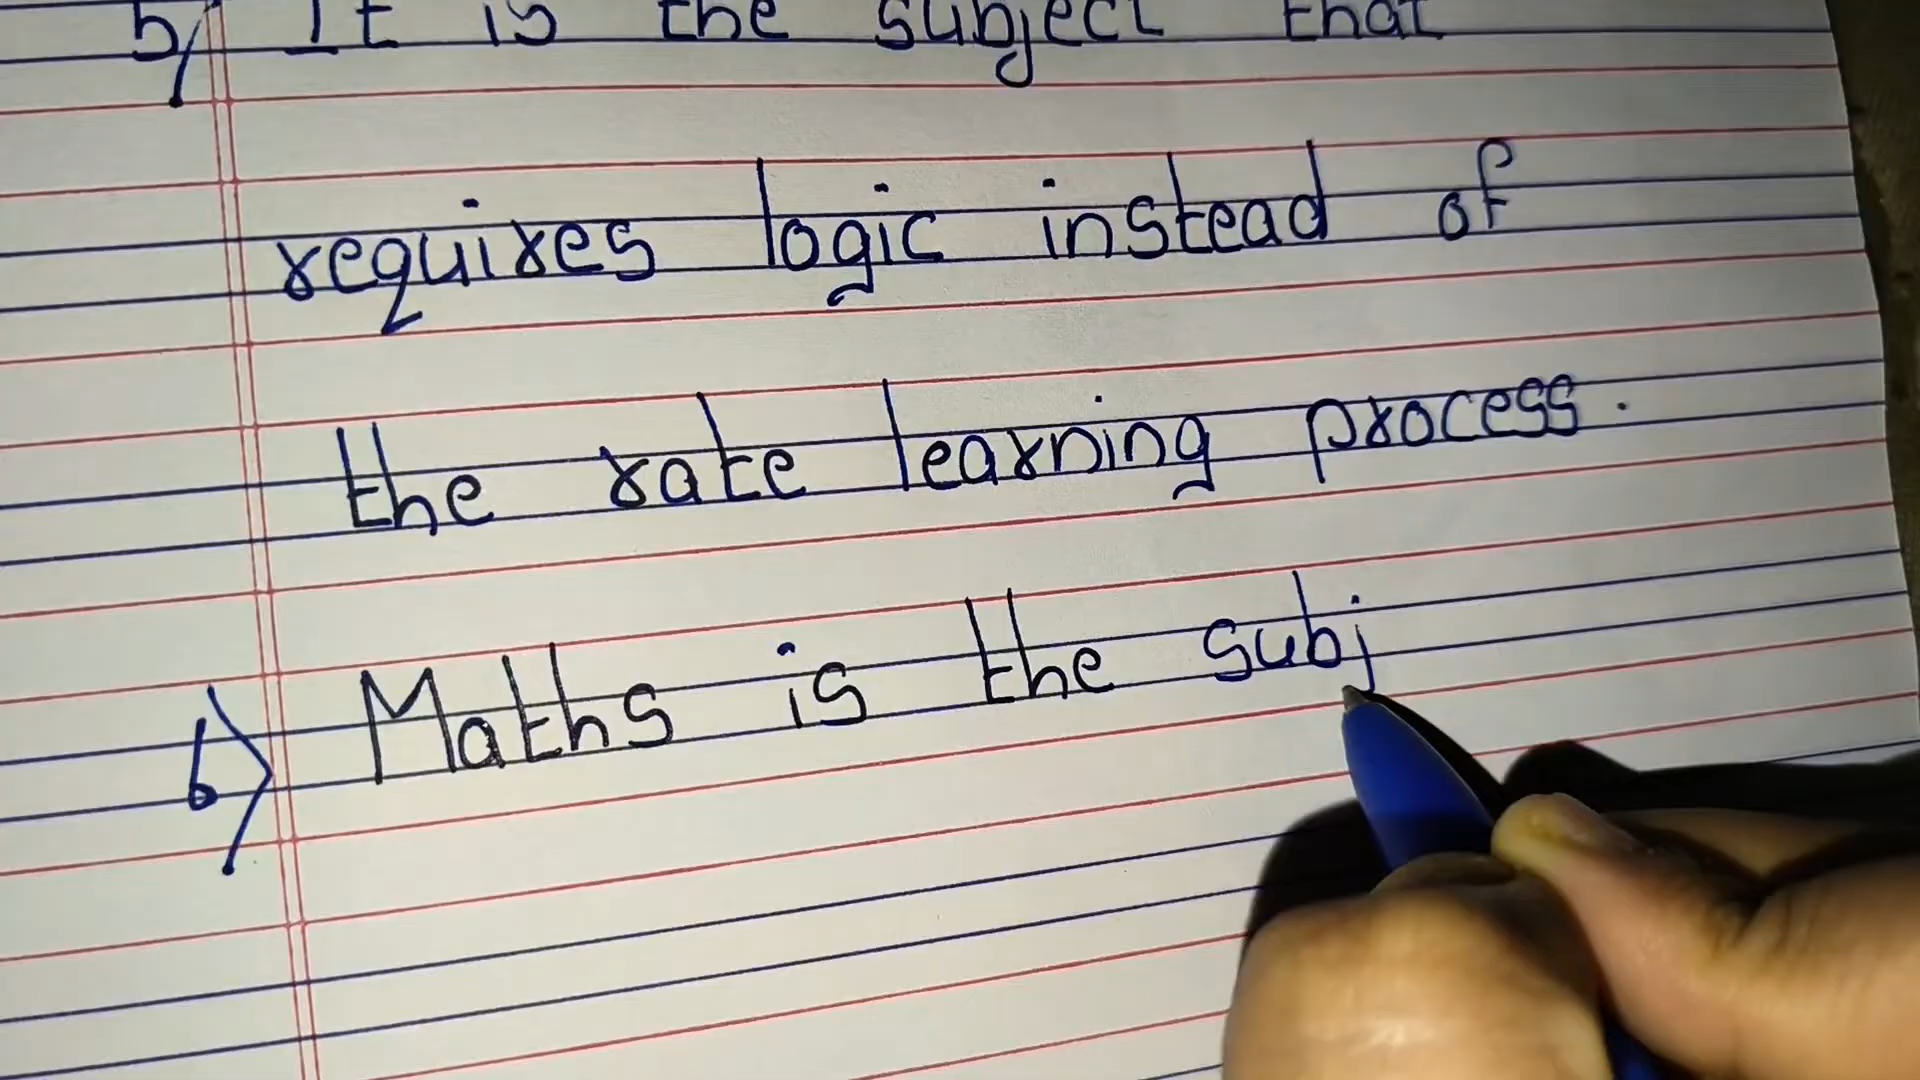 5) It is the subject that
requires logic instead of
the rate learning process.
6) Maths is the subj